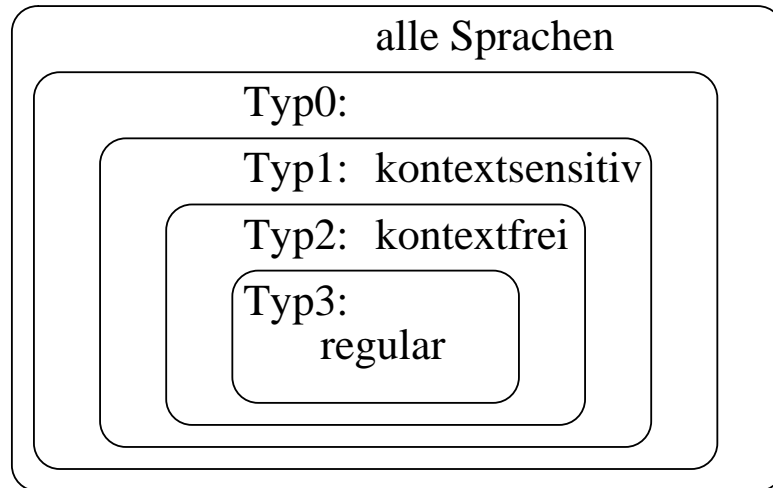 alle Sprachen
Typ0:
Typ1: kontextsensitiv
Typ2: kontextfrei
Typ3:
regular